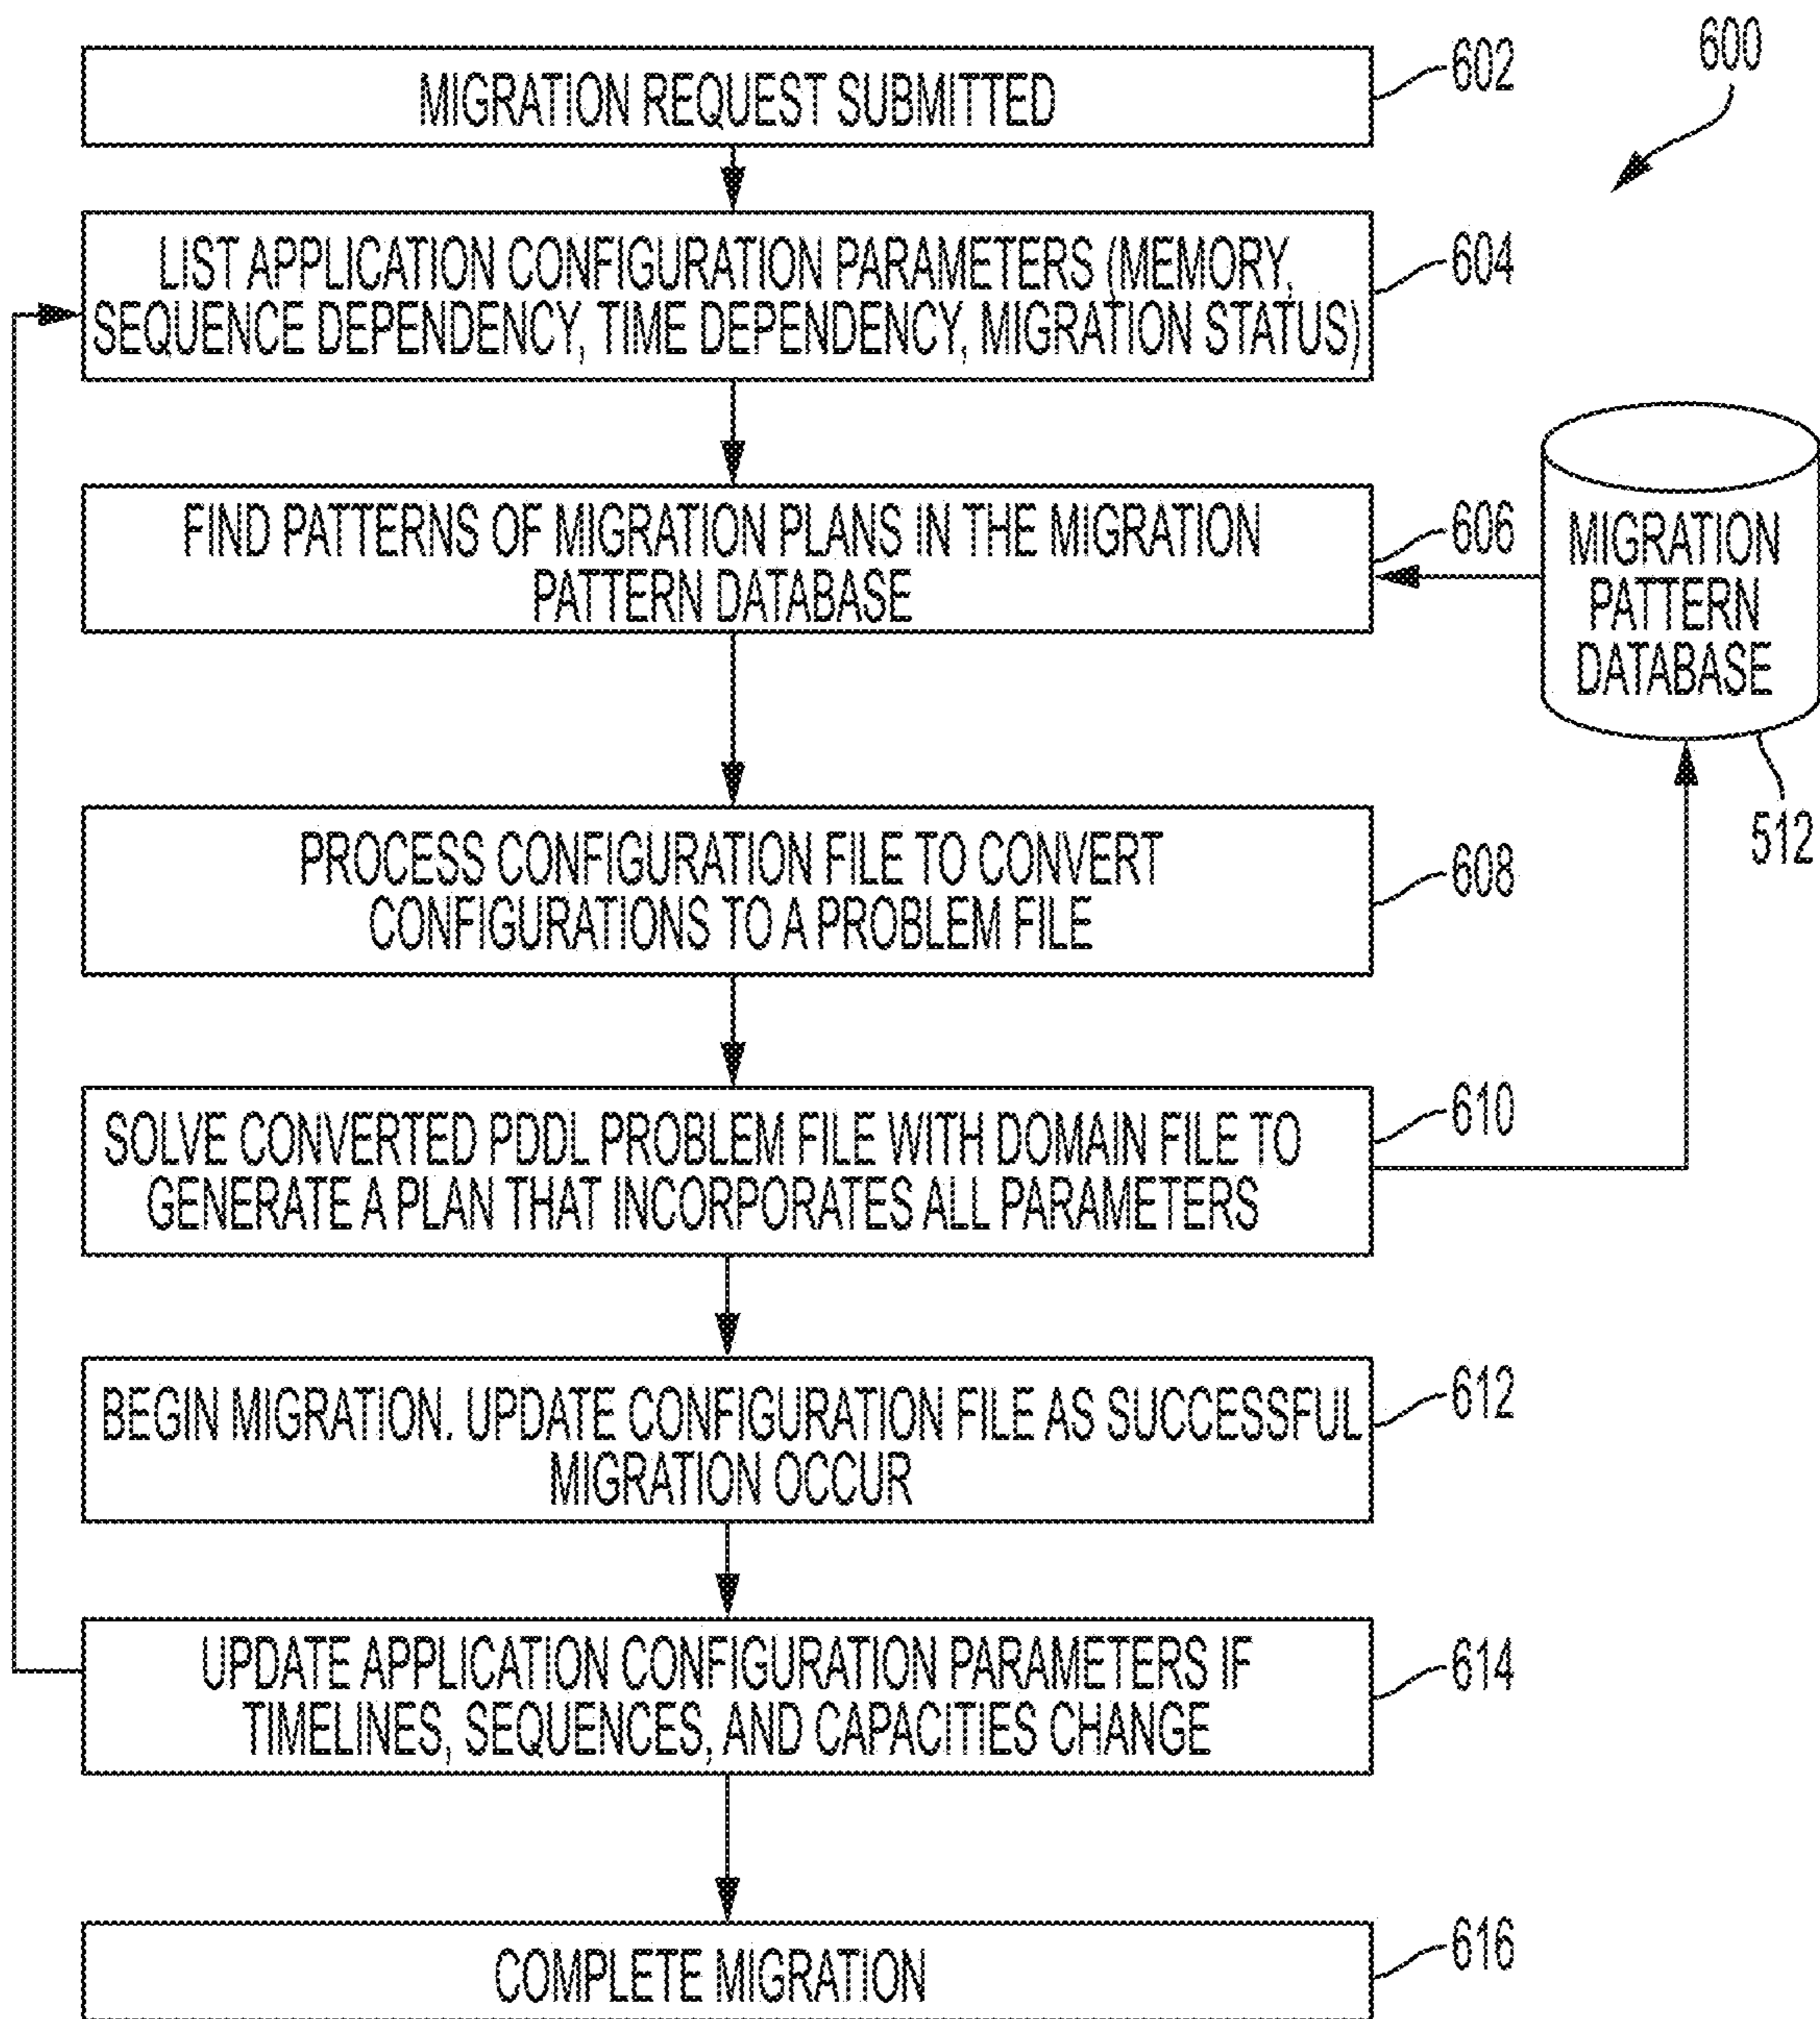 600
MIGRATION REQUEST SUBMITTED
602
LIST APPLICATION CONFIGURATION PARAMETERS (MEMORY,
SEQUENCE DEPENDENCY, TIME DEPENDENCY, MIGRATION STATUS)
604
FIND PATTERNS OF MIGRATION PLANS IN THE MIGRATION
PATTERN DATABASE
606
MIGRATION
PATTERN
DATABASE
512
PROCESS CONFIGURATION FILE TO CONVERT
CONFIGURATIONS TO A PROBLEM FILE
608
SOLVE CONVERTED PDDL PROBLEM FILE WITH DOMAIN FILE TO
GENERATE A PLAN THAT INCORPORATES ALL PARAMETERS
610
BEGIN MIGRATION. UPDATE CONFIGURATION FILE AS SUCCESSFUL
MIGRATION OCCUR
612
UPDATE APPLICATION CONFIGURATION PARAMETERS IF
TIMELINES, SEQUENCES, AND CAPACITIES CHANGE
614
COMPLETE MIGRATION
616